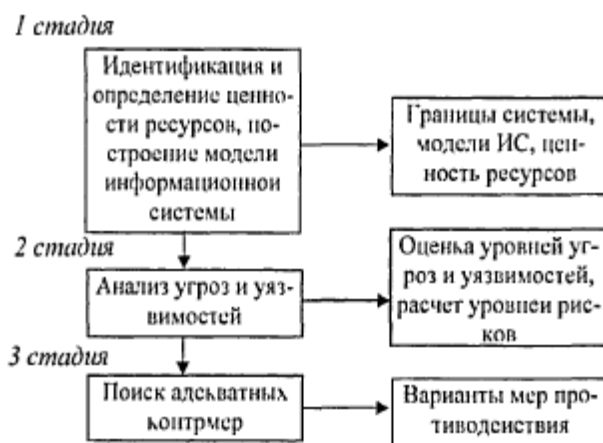 1 стадия
Идентификация и
определение ценно-
сти ресурсов, по-
строение модели
информационной
системы
Границы системы,
модели ИС, цен-
ность ресурсов
2 стадия
Анализ угроз и уяз-
вимостей
Оценка уровней уг-
роз и уязвимостей,
расчет уровней рис-
ков
3 стадия
Поиск адекватных
контрмер
Варианты мер про-
тиводействия